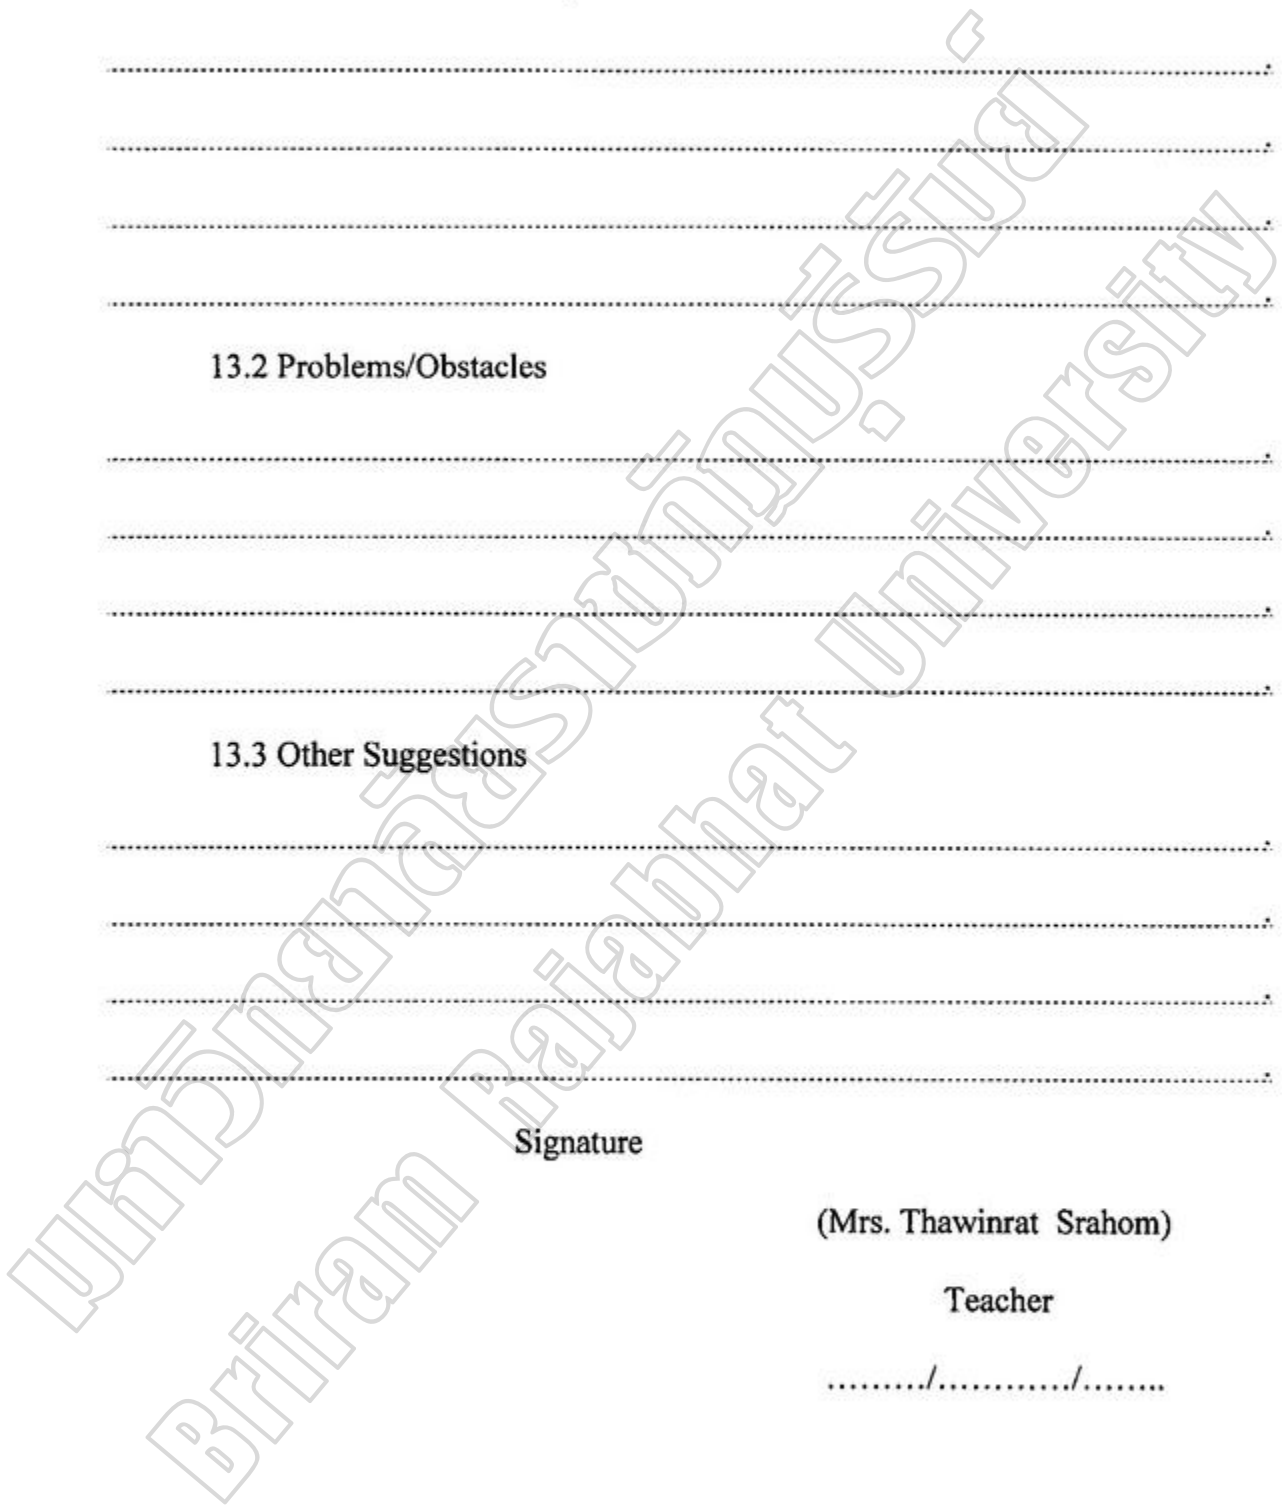 ........................................................................................................................
........................................................................................................................
........................................................................................................................
........................................................................................................................
13.2 Problems/Obstacles
........................................................................................................................
........................................................................................................................
........................................................................................................................
........................................................................................................................
13.3 Other Suggestions
........................................................................................................................
........................................................................................................................
........................................................................................................................
........................................................................................................................
Signature
(Mrs. Thawinrat Srahom)
Teacher
........./............/........
มหาวิทยาลัยราชภัฏบุรีรัมย์
Briram Rajabhat University